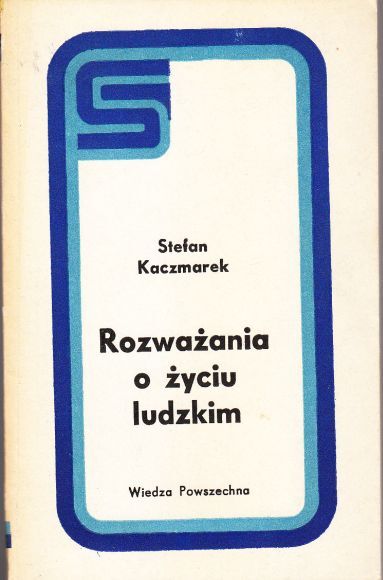 S
Stefan
Kaczmarek
Rozważania
o życiu
ludzkim
Wiedza Powszechna